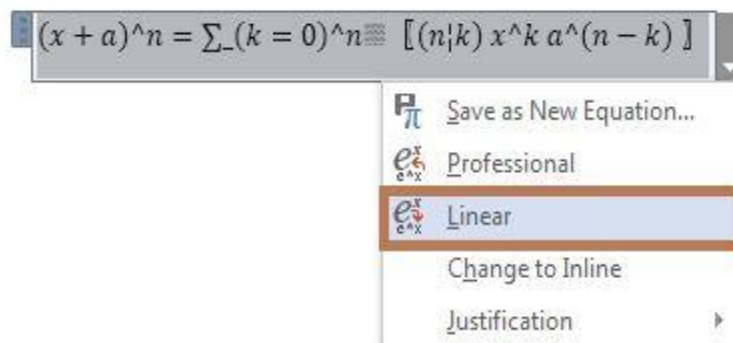 (x + a)^n = ∑_(k = 0)^n▒ 〖(n¦k) x^k a^(n − k) 〗
Save as New Equation...
Professional
Linear
Change to Inline
Justification